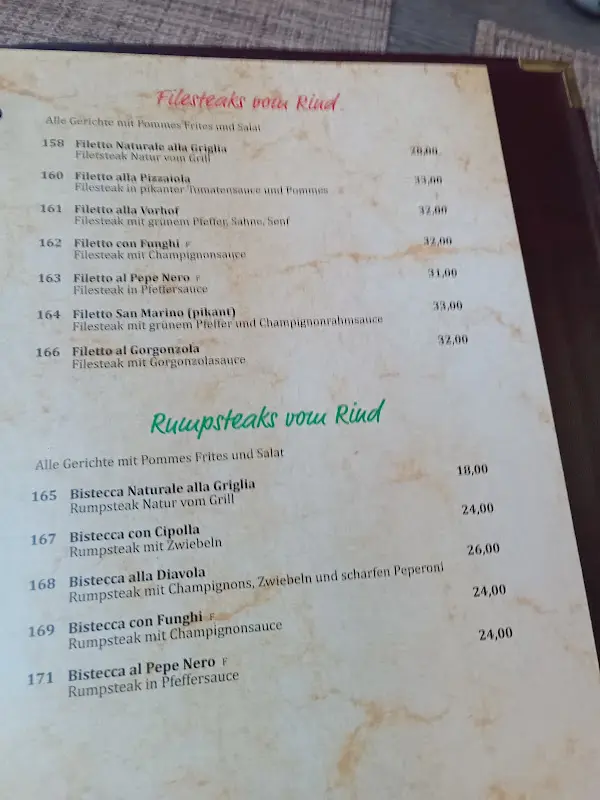 Filesteaks vom Rind
Alle Gerichte mit Pommes Frites und Salat
158 Filetto Naturale alla Griglia
Filetsteak Natur vom Grill
160 Filetto alla Pizzaiola 33,00
Filesteak in pikanter Tomatensauce und Pommes
161 Filetto alla Vorhof 32,00
Filesteak mit grünem Pfeffer, Sahne, Senf
162 Filetto con Funghi F 32,00
Filesteak mit Champignonsauce
163 Filetto al Pepe Nero F 31,00
Filesteak in Pfeffersauce
164 Filetto San Marino (pikant) 33,00
Filesteak mit grünem Pfeffer und Champignonrahmsauce
166 Filetto al Gorgonzola 32,00
Filesteak mit Gorgonzolasauce
Rumpsteaks vom Rind
Alle Gerichte mit Pommes Frites und Salat
165 Bistecca Naturale alla Griglia 18,00
Rumpsteak Natur vom Grill
167 Bistecca con Cipolla 24,00
Rumpsteak mit Zwiebeln
168 Bistecca alla Diavola 26,00
Rumpsteak mit Champignons, Zwiebeln und scharfen Peperoni
169 Bistecca con Funghi F 24,00
Rumpsteak mit Champignonsauce
171 Bistecca al Pepe Nero F 24,00
Rumpsteak in Pfeffersauce